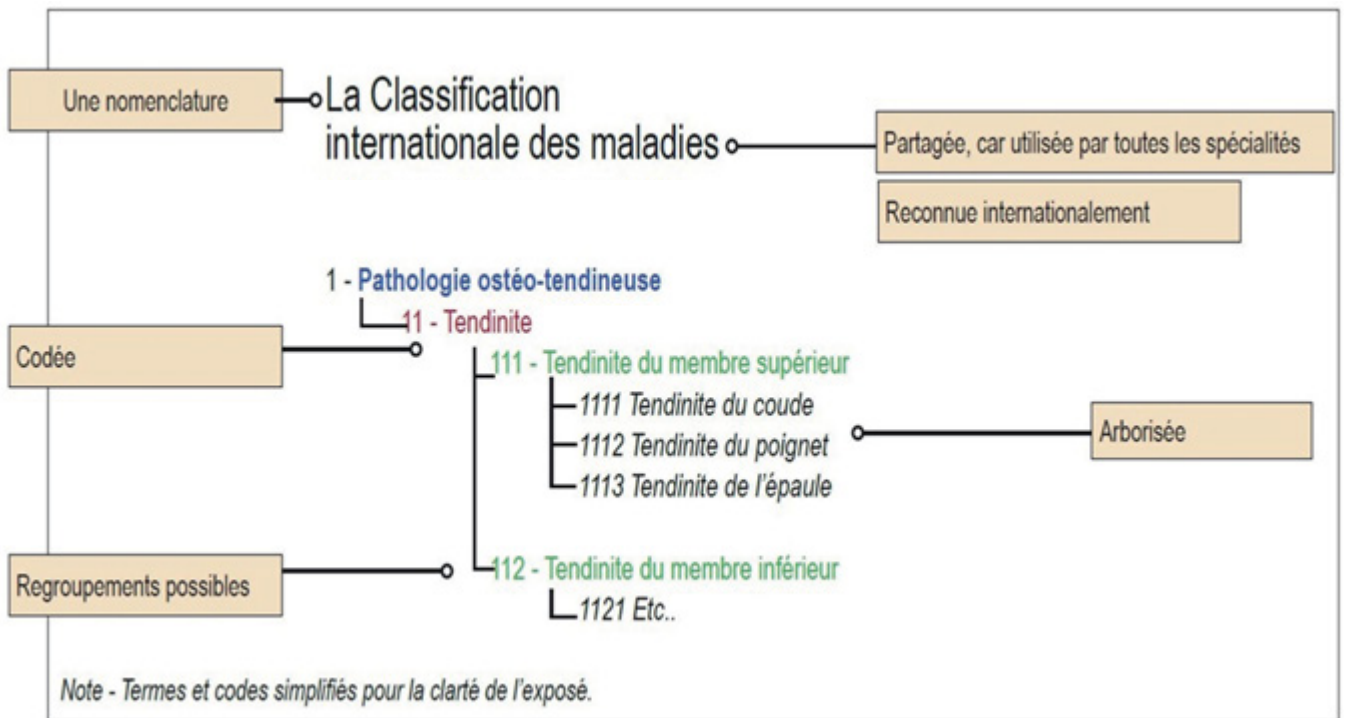 Une nomenclature
La Classification
internationale des maladies
Partagée, car utilisée par toutes les spécialités
Reconnue internationalement
1 - Pathologie ostéo-tendineuse
11 - Tendinite
Codée
111 - Tendinite du membre supérieur
1111 Tendinite du coude
1112 Tendinite du poignet
1113 Tendinite de l'épaule
Arborisée
Regroupements possibles
112 - Tendinite du membre inférieur
1121 Etc..
Note - Termes et codes simplifiés pour la clarté de l'exposé.